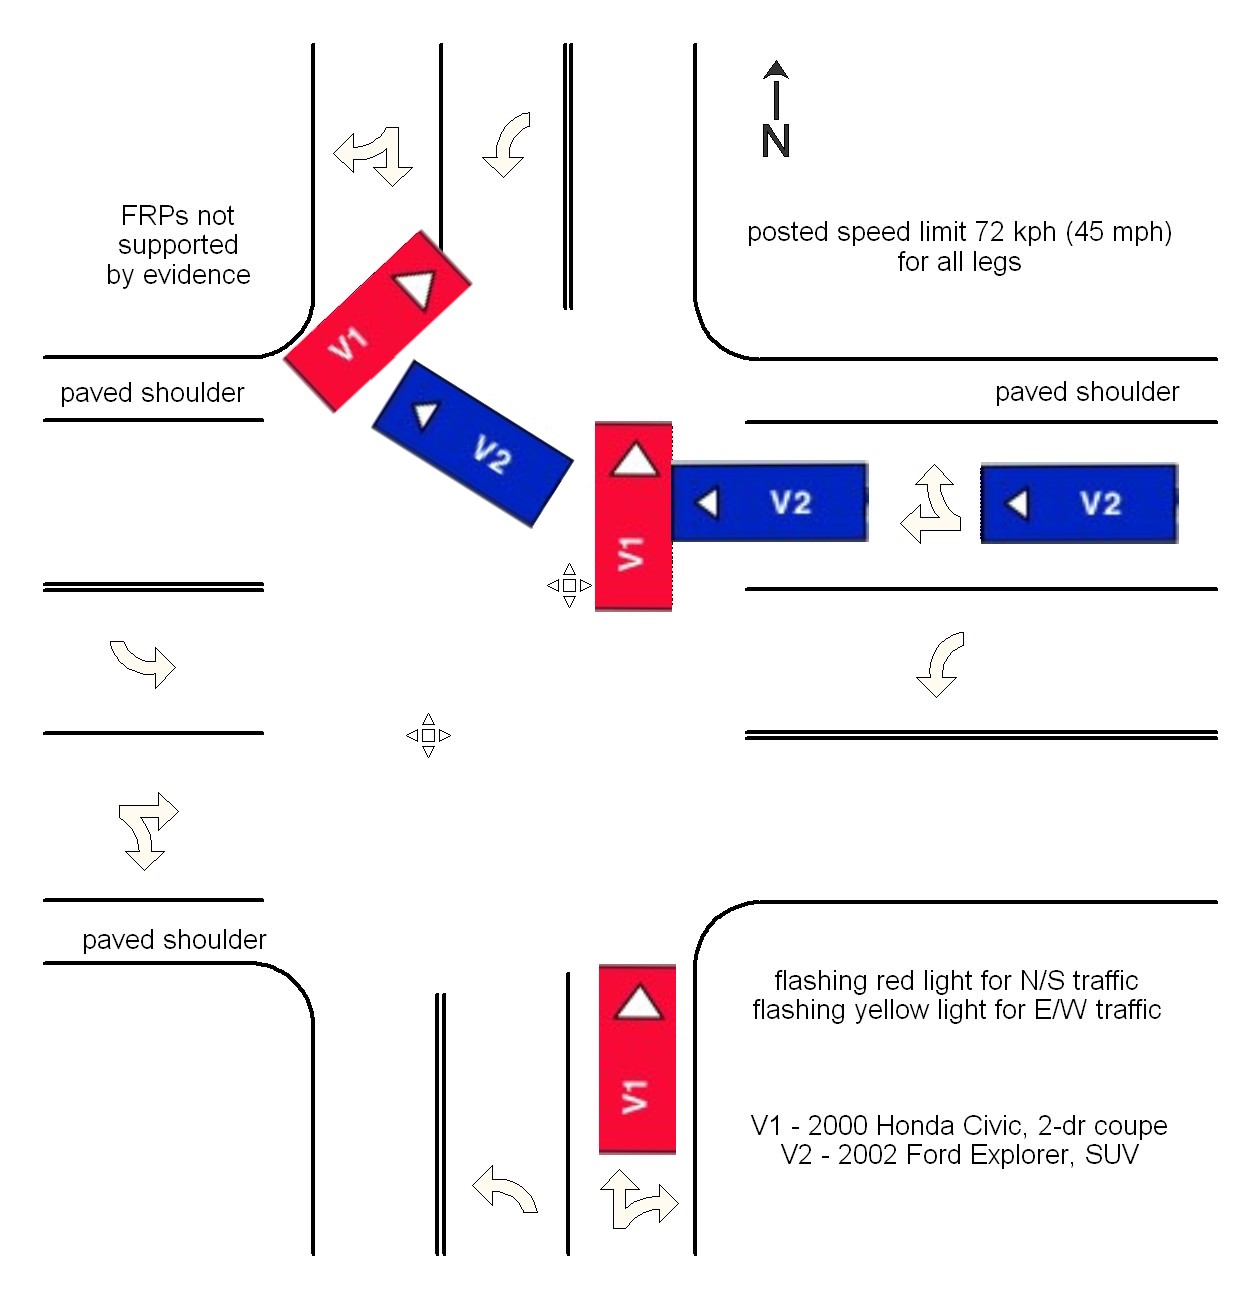 N
FRPs not
supported
by evidence
posted speed limit 72 kph (45 mph)
for all legs
V1
paved shoulder
paved shoulder
V2
V1
V2
V2
paved shoulder
flashing red light for N/S traffic
flashing yellow light for E/W traffic
V1
V1 - 2000 Honda Civic, 2-dr coupe
V2 - 2002 Ford Explorer, SUV